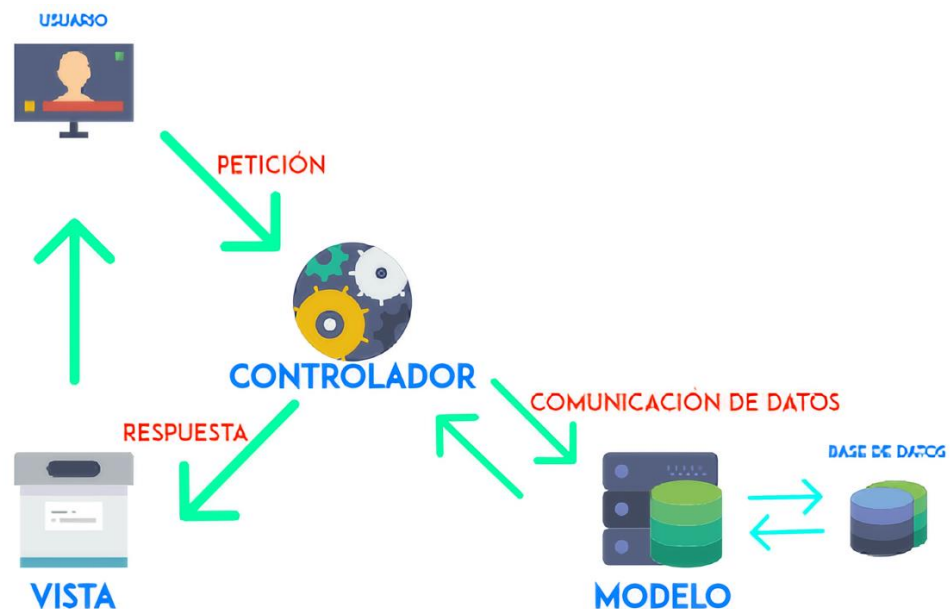 USUARIO
PETICIÓN
CONTROLADOR
COMUNICACIÓN DE DATOS
RESPUESTA
BASE DE DATOS
VISTA
MODELO